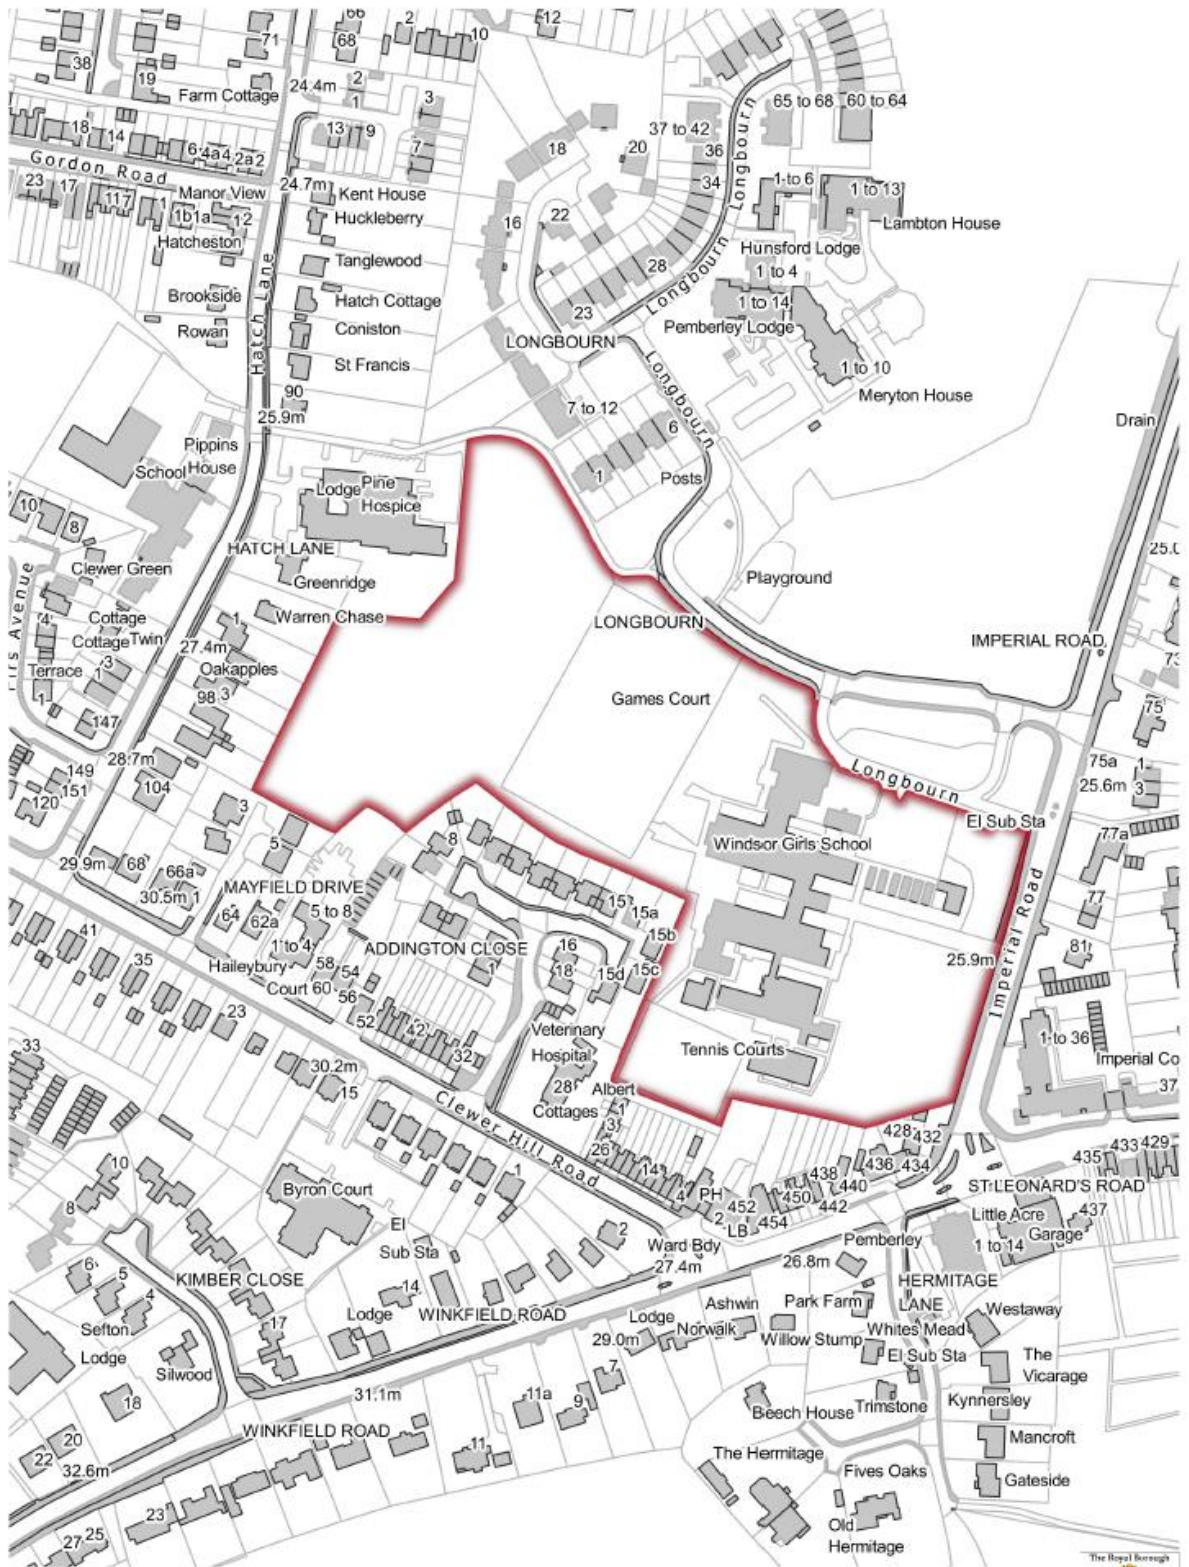 66
2
12
71
68
10
38
19
24.4m
2
Farm Cottage
1
3
65 to 68
60 to 64
18
14
13
9
37 to 42
18
20
36
6
4a
4
2a
2
7
Longbourn
Gordon Road
34
1 to 6
1 to 13
23
17
117
1
Manor View
24.7m
Kent House
1b
1a
12
Huckleberry
16
22
Lambton House
Hatcheston
Hunsford Lodge
Tanglewood
28
1 to 4
Hatch Lane
Longbourn
Brookside
Hatch Cottage
1 to 14
23
Rowan
Coniston
Pemberley Lodge
LONGBOURN
St Francis
Longbourn
1 to 10
90
Meryton House
25.9m
7 to 12
6
Drain
Pippins
House
School
Posts
1
Lodge
Pine
Hospice
10
8
HATCH LANE
Clewer Green
Greenridge
Playground
Cottage
Warren Chase
4
1
LONGBOURN
Cottage
Twin
27.4m
IMPERIAL ROAD
Terrace
3
1
Oakapples
1
98
3
Games Court
147
75
28.7m
Longbourn
75a
1
149
25.6m
3
151
104
120
3
El Sub Sta
77a
8
Windsor Girls School
5
29.9m
68
66a
MAYFIELD DRIVE
30.5m
1
15
77
64
62a
5 to 8
15a
41
1 to 4
ADDINGTON CLOSE
15b
81
35
Haileybury
16
25.9m
58
54
1
18
15d
15c
Imperial Road
Court
60
56
23
52
42
Veterinary
1 to 36
33
32
Hospital
Tennis Courts
Imperial Co
30.2m
28
Albert
37
15
Cottages
1
Clewer Hill Road
3
428
432
26
433
429
10
1
14
438
436
434
435
Byron Court
4
PH
440
ST LEONARD'S ROAD
8
452
450
442
El
2
2
454
Little Acre
437
Sub Sta
LB
Garage
Ward Bdy
Pemberley
1 to 14
27.4m
26.8m
6
5
KIMBER CLOSE
14
HERMITAGE
4
Lodge
WINKFIELD ROAD
Ashwin
Park Farm
LANE
Westaway
Sefton
17
Lodge
29.0m
Norwalk
Willow Stump
Whites Mead
Lodge
El Sub Sta
The
Silwood
7
Vicarage
18
31.1m
11a
9
Trimstone
Kynnersley
Beech House
20
WINKFIELD ROAD
Mancroft
22
11
The Hermitage
32.6m
Fives Oaks
Gateside
23
Old
25
Hermitage
27
The Royal Borough